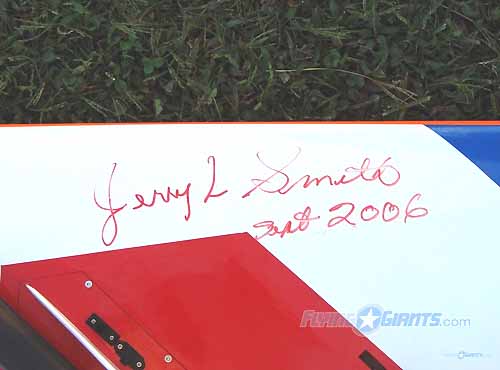 Jerry L Smith
Sept 2006
FLYINGGIANTS.com